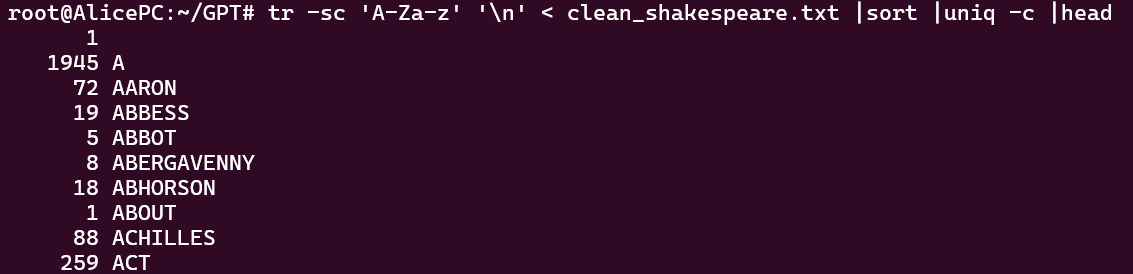 root@AlicePC:~/GPT# tr -sc 'A-Za-z' '\n' < clean_shakespeare.txt |sort |uniq -c |head
1
1945 A
72 AARON
19 ABBESS
5 ABBOT
8 ABERGAVENNY
18 ABHORSON
1 ABOUT
88 ACHILLES
259 ACT